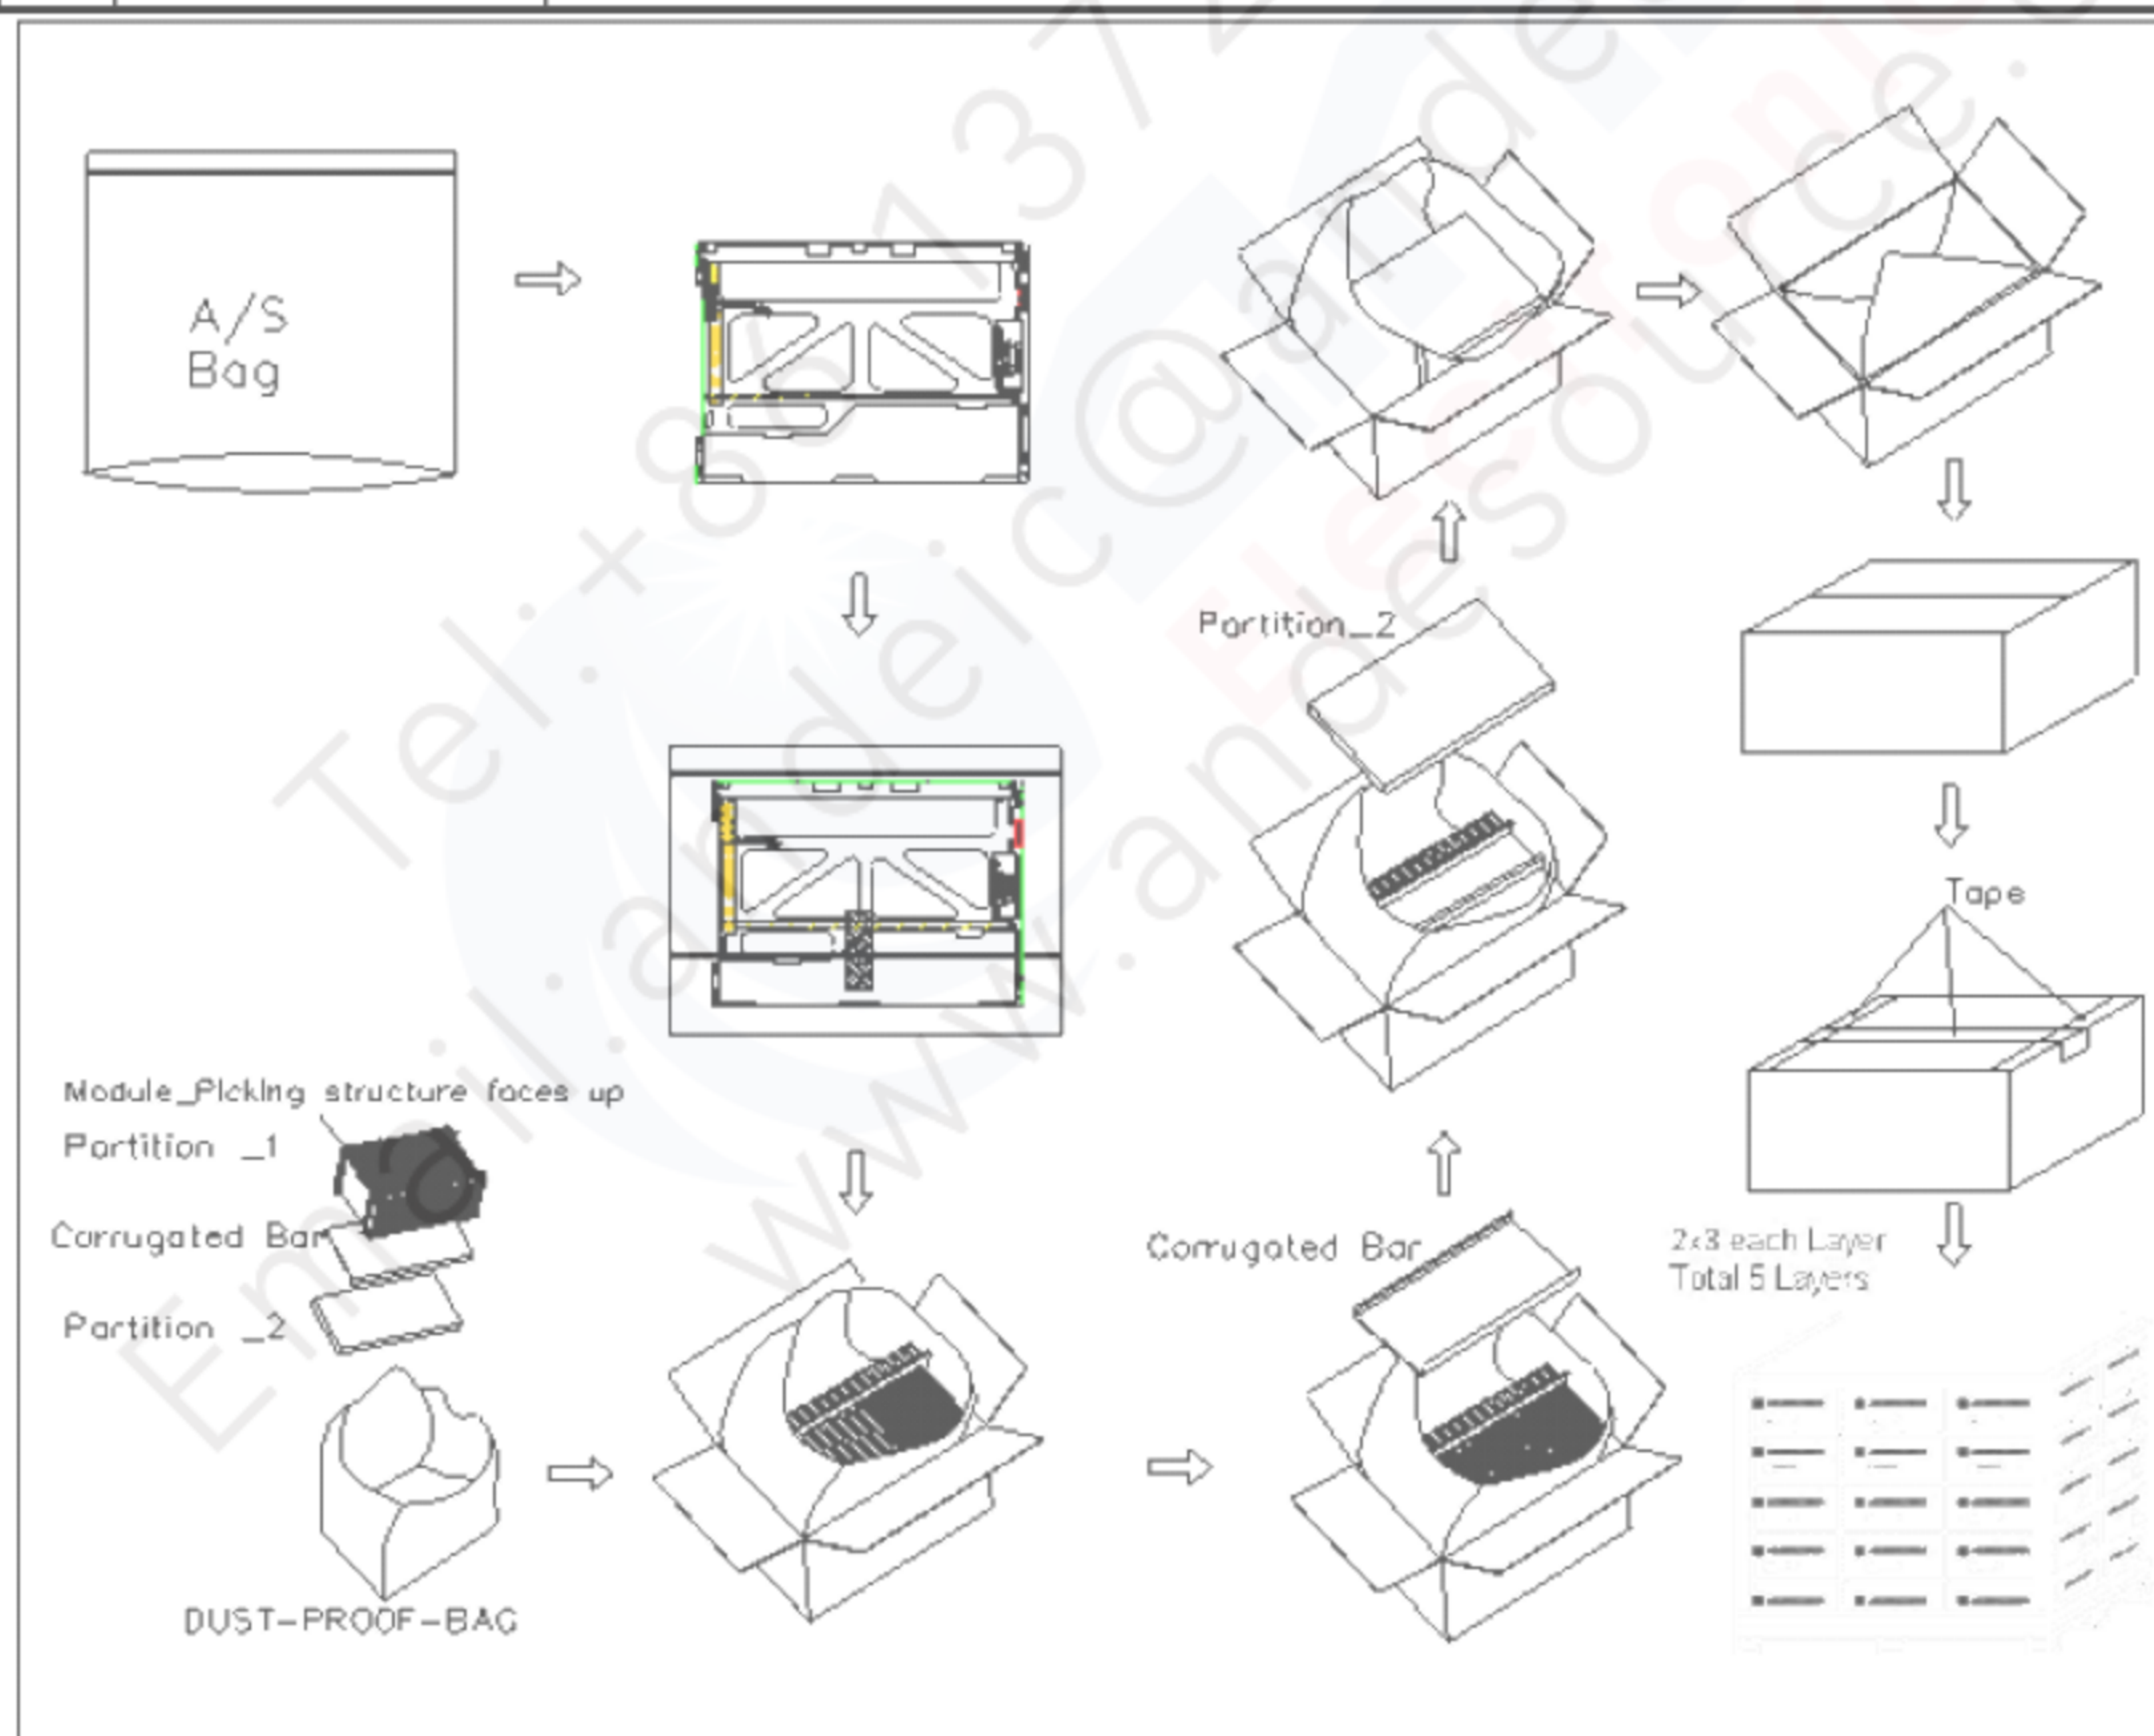 A/S
Bag
Partition_2
Tape
Module_Picking structure faces up
Partition _1
Corrugated Bar
Partition _2
DUST-PROOF-BAG
Corrugated Bar
2x3 each Layer
Total 5 Layers